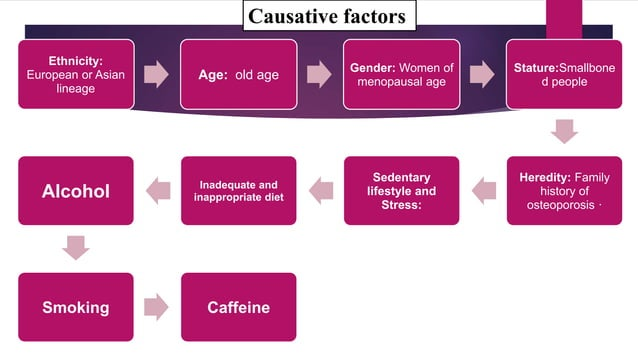 Causative factors
Ethnicity:
European or Asian
lineage
Age:  old age
Gender: Women of
menopausal age
Stature:Smallbone
d people
Heredity: Family
history of
osteoporosis ·
Sedentary
lifestyle and
Stress:
Inadequate and
inappropriate diet
Alcohol
Smoking
Caffeine